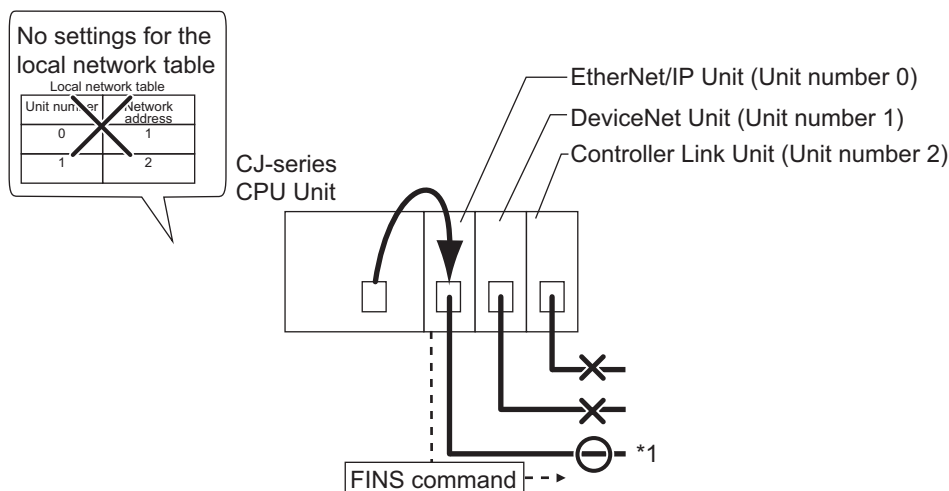 No settings for the
local network table
Local network table
Unit number
Network
address
0
1
1
2
CJ-series
CPU Unit
EtherNet/IP Unit (Unit number 0)
DeviceNet Unit (Unit number 1)
Controller Link Unit (Unit number 2)
*1
FINS command